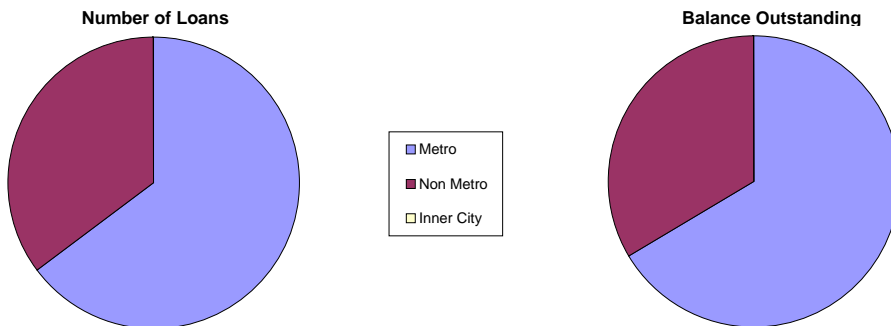 Number of Loans
Balance Outstanding
Metro
Non Metro
Inner City